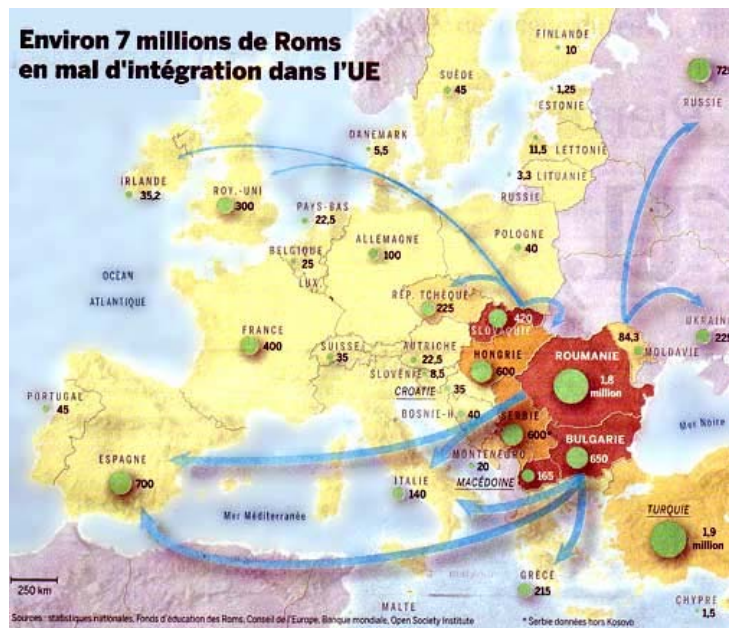 Environ 7 millions de Roms
en mal d'intégration dans l'UE
FINLANDE
10
SUÈDE
45
1,25
ESTONIE
RUSSIE
DANEMARK
5,5
11,5 LETTONIE
3,3 LITUANIE
RUSSIE
IRLANDE
35,2
ROY.-UNI
300
PAYS-BAS
22,5
ALLEMAGNE
100
POLOGNE
40
BELGIQUE
25
LUX.
OCÉAN
ATLANTIQUE
RÉP. TCHÈQUE
225
420
SLOVAQUIE
UKRAINE
84,3
MOLDAVIE
FRANCE
400
SUISSE
35
AUTRICHE
22,5
HONGRIE
600
ROUMANIE
1,8
million
SLOVÉNIE 8,5
CROATIE
35
PORTUGAL
45
BOSNIE-H.
40
SERBIE
600*
BULGARIE
650
Mer Noire
ESPAGNE
700
MONTENEGRO
20
MACÉDOINE
165
ITALIE
140
Mer Méditerranée
TURQUIE
1,9
million
250 km
GRÈCE
215
MALTE
CHYPRE
1,5
Sources : statistiques nationales, Fonds d'éducation des Roms, Conseil de l'Europe, Banque mondiale, Open Society Institute
* Serbie données hors Kosovo